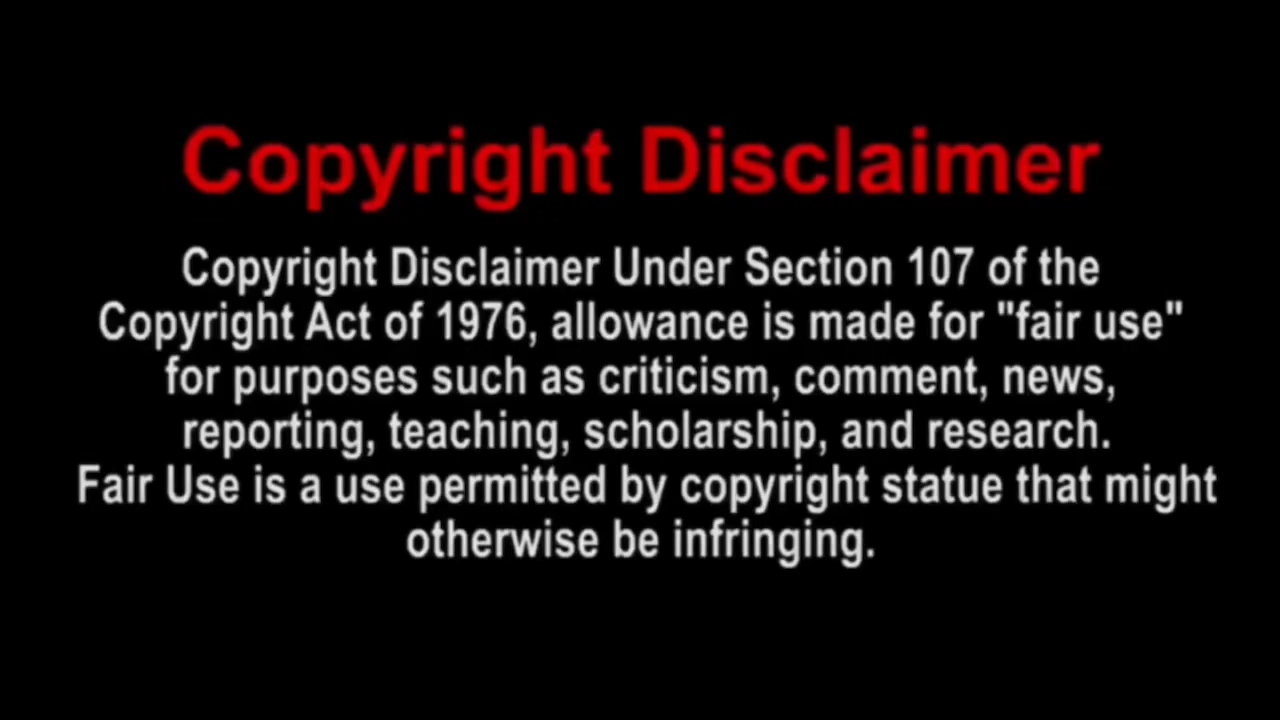 Copyright Disclaimer
Copyright Disclaimer Under Section 107 of the
Copyright Act of 1976, allowance is made for "fair use"
for purposes such as criticism, comment, news,
reporting, teaching, scholarship, and research.
Fair Use is a use permitted by copyright statue that might
otherwise be infringing.